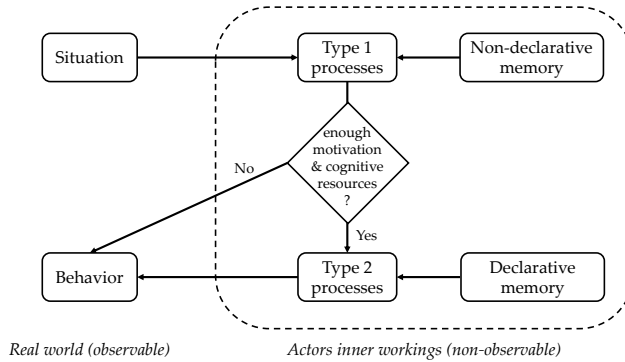 Situation
Type 1
processes
Non-declarative
memory
enough
motivation
& cognitive
resources
?
No
Yes
Behavior
Type 2
processes
Declarative
memory
Real world (observable)
Actors inner workings (non-observable)